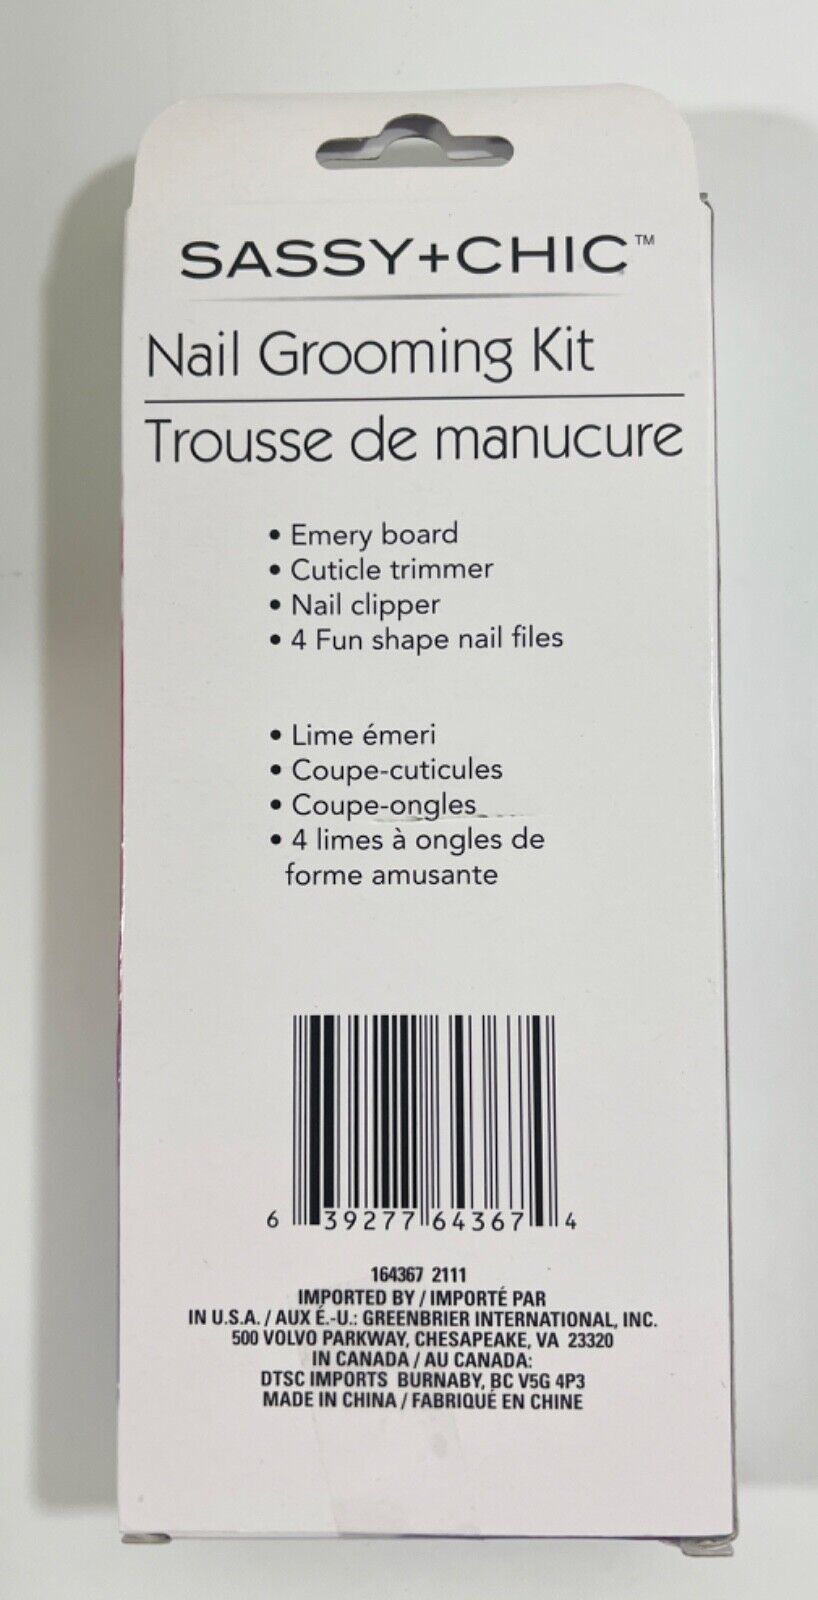 SASSY+CHIC™
Nail Grooming Kit
Trousse de manucure
• Emery board
• Cuticle trimmer
• Nail clipper
• 4 Fun shape nail files
• Lime émeri
• Coupe-cuticules
• Coupe-ongles
• 4 limes à ongles de
forme amusante
6 39277 64367 4
164367 2111
IMPORTED BY / IMPORTÉ PAR
IN U.S.A. / AUX É.-U.: GREENBRIER INTERNATIONAL, INC.
500 VOLVO PARKWAY, CHESAPEAKE, VA 23320
IN CANADA / AU CANADA:
DTSC IMPORTS BURNABY, BC V5G 4P3
MADE IN CHINA / FABRIQUÉ EN CHINE